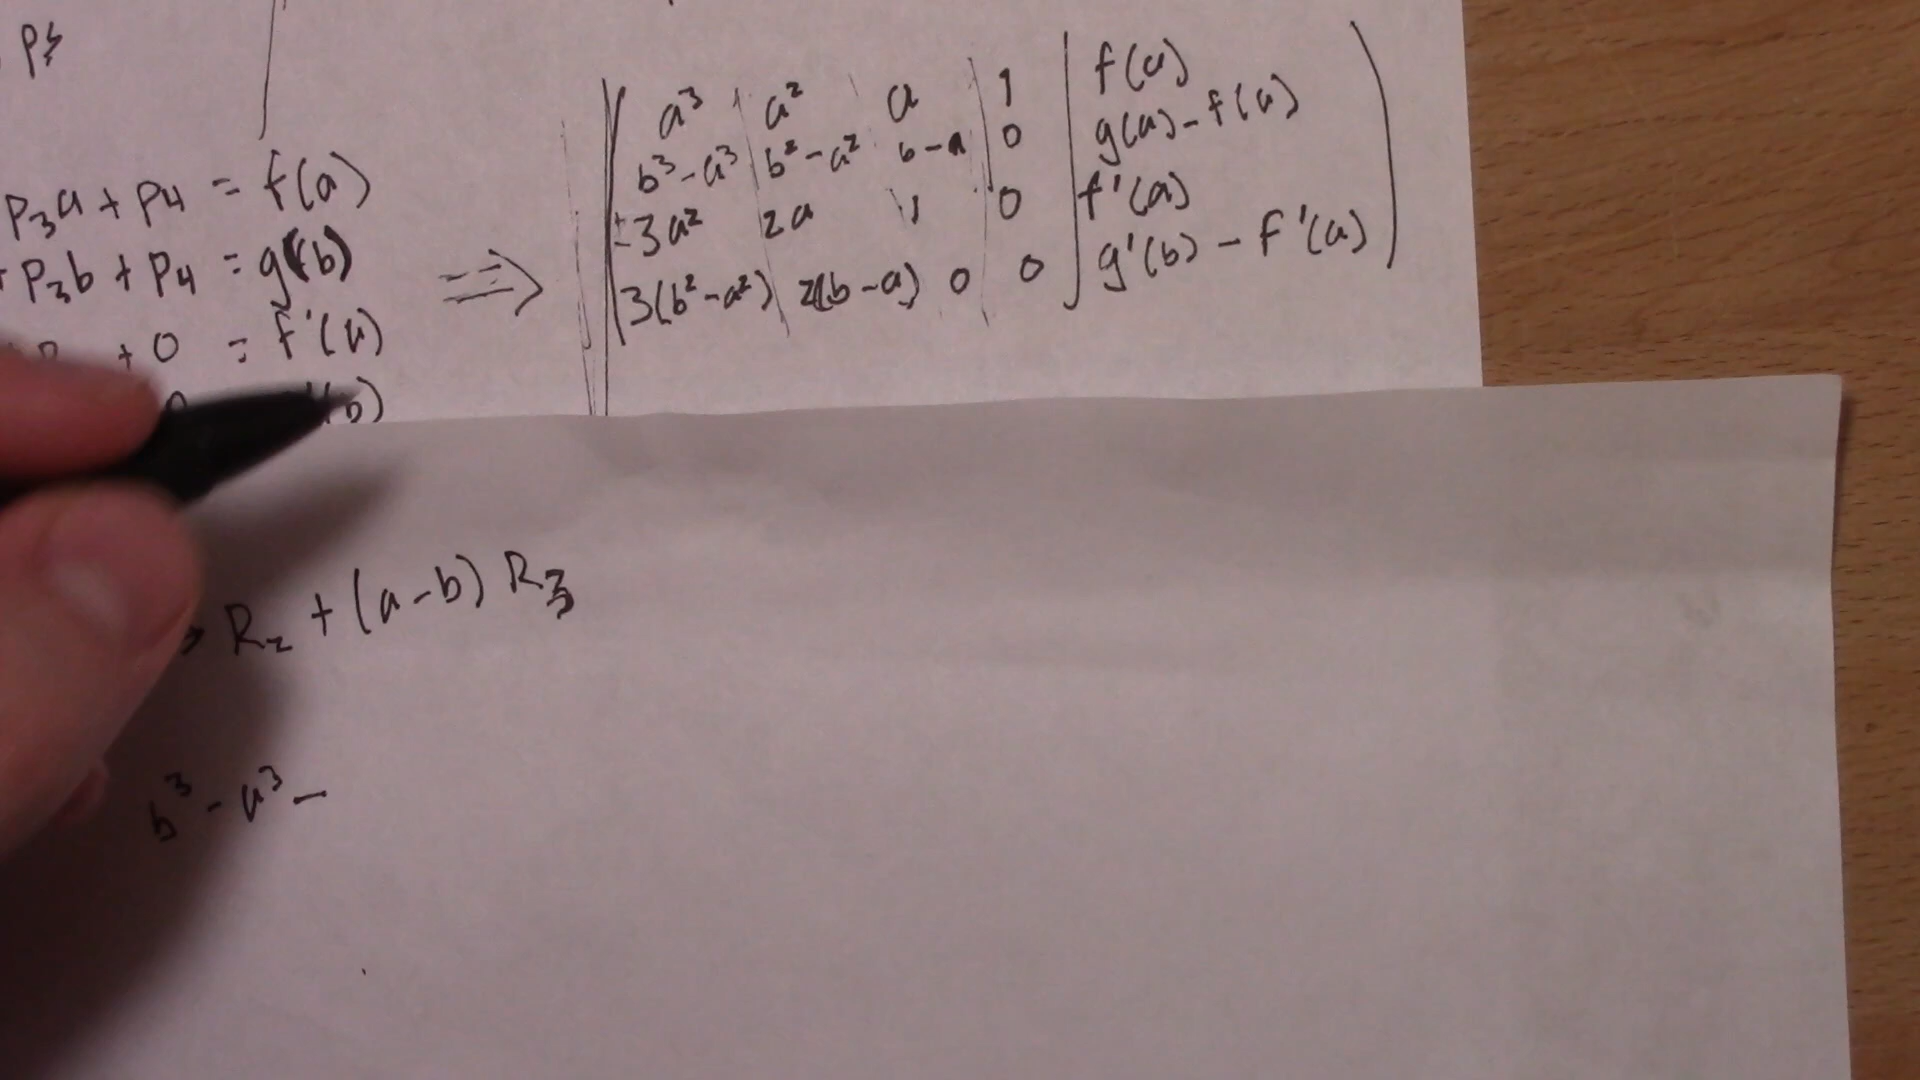 p3a + p4 = f(a)
+ p3b + p4 = g(b)
+ 0 = f'(a)
(b)
=>
a³ a² a 1 f(a)
b³-a³ b²-a² b-a 0 g(a)-f(a)
3a² 2a 1 0 f'(a)
3(b²-a²) 2(b-a) 0 0 g'(b) - f'(a)
R2 + (a-b) R3
b³ - a³ -